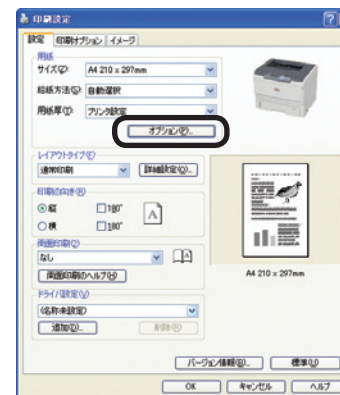 印刷設定
設定 印刷オプション イメージ
用紙
サイズ(Z): A4 210 x 297mm
給紙方法(S): 自動選択
用紙厚(T): プリンタ設定
オプション(P)...
レイアウトタイプ(E)
通常印刷 詳細設定(O)...
印刷の向き(R)
縦 180°
横 180°
A
両面印刷(2)
なし
両面印刷のヘルプ(H)
A4 210 x 297mm
ドライバ設定(V)
(名称未設定)
追加(D)... 削除(R)
バージョン情報(B)... 標準(U)
OK キャンセル ヘルプ